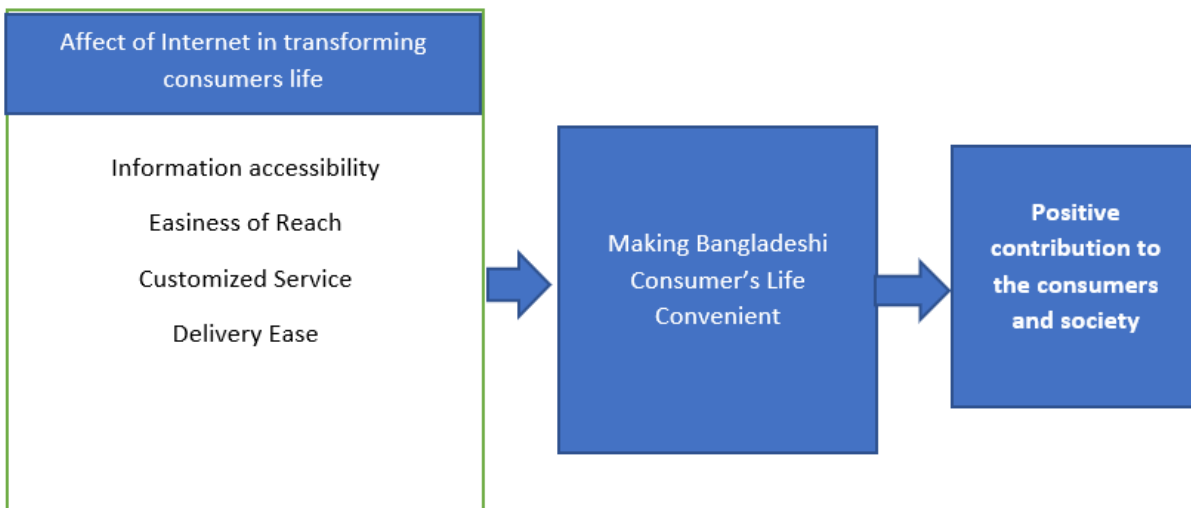 Affect of Internet in transforming
consumers life
Information accessibility
Easiness of Reach
Customized Service
Delivery Ease
Making Bangladeshi
Consumer’s Life
Convenient
Positive
contribution to
the consumers
and society